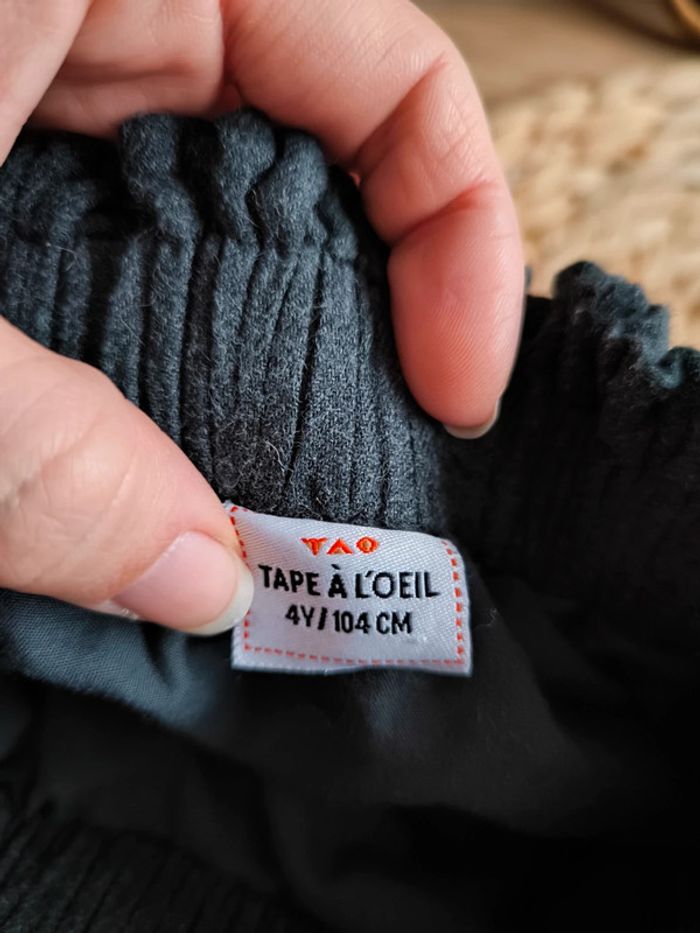 TAO
TAPE À L'OEIL
4Y/104 CM